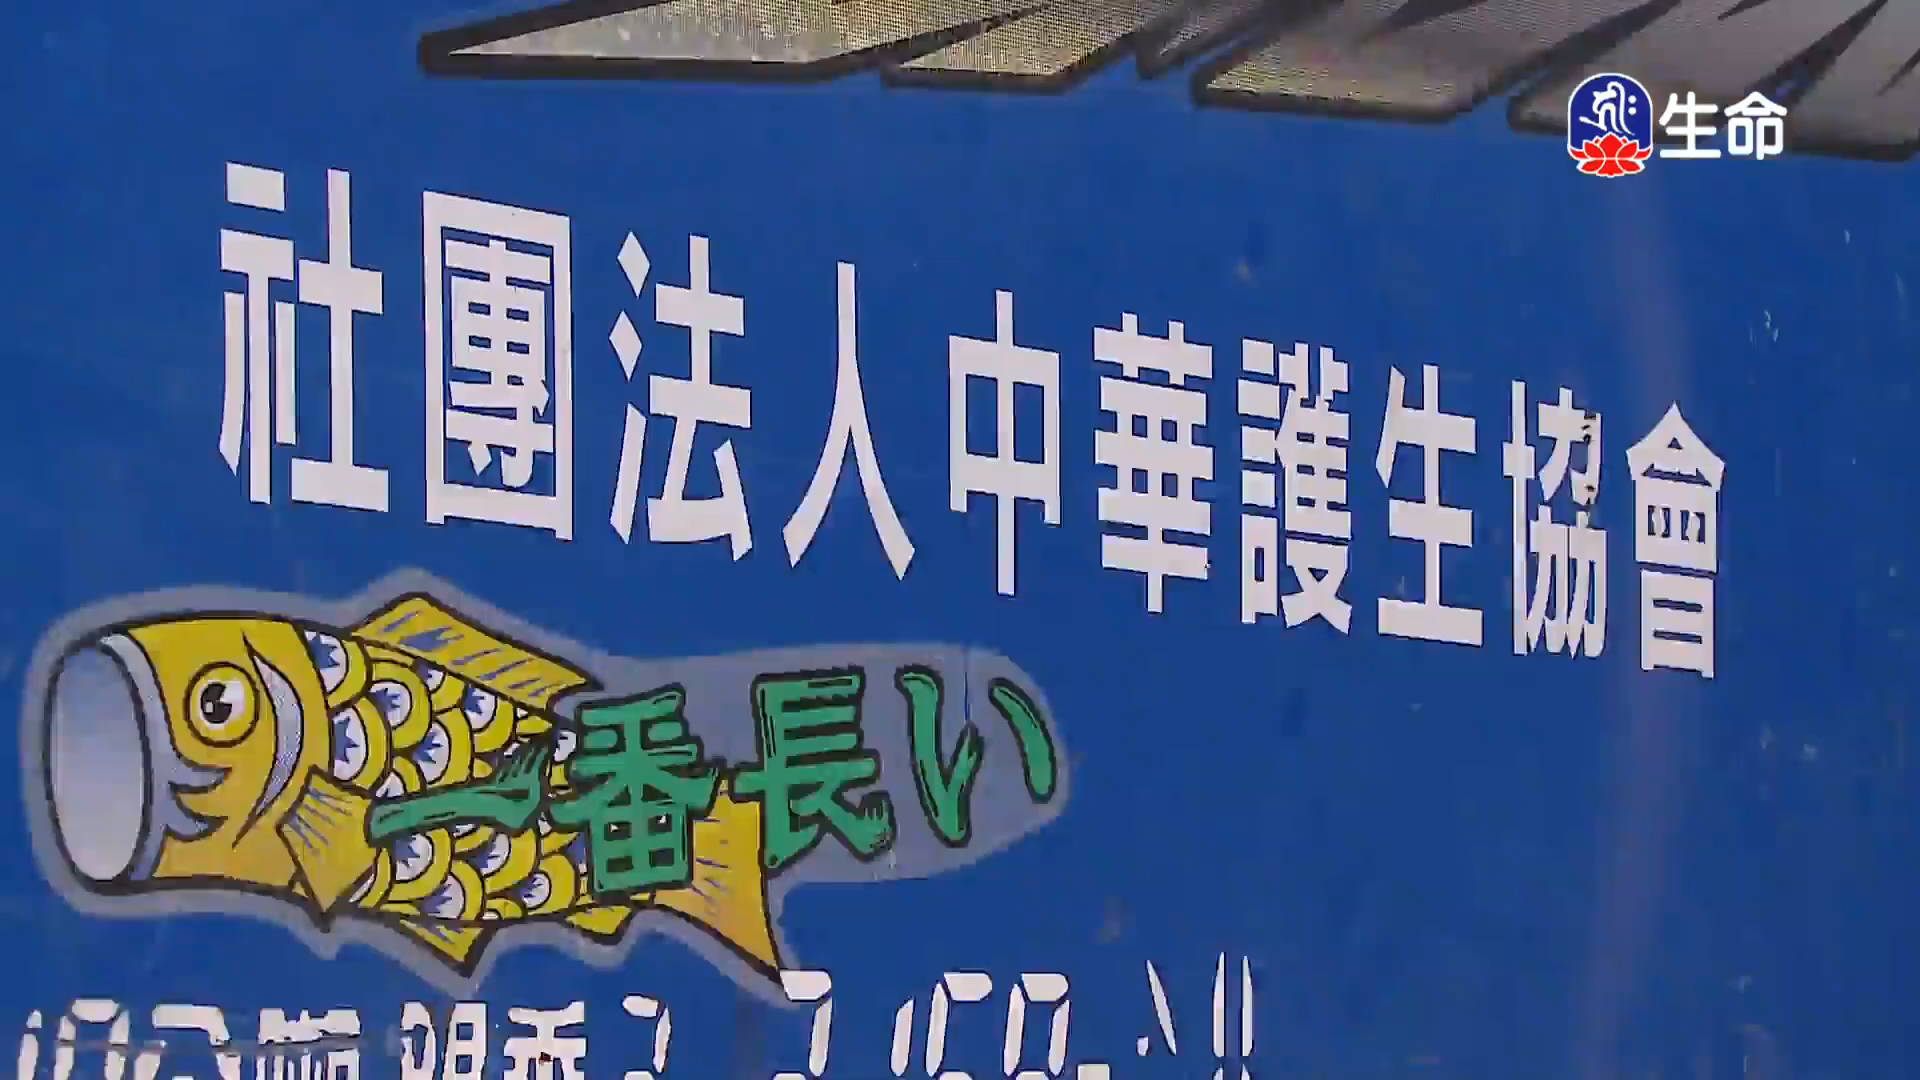 生命
社團法人中華護生協會
一番長い